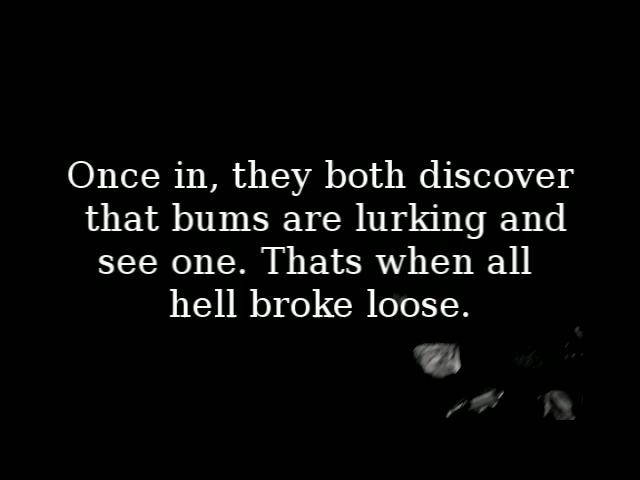 Once in, they both discover
that bums are lurking and
see one. Thats when all
hell broke loose.